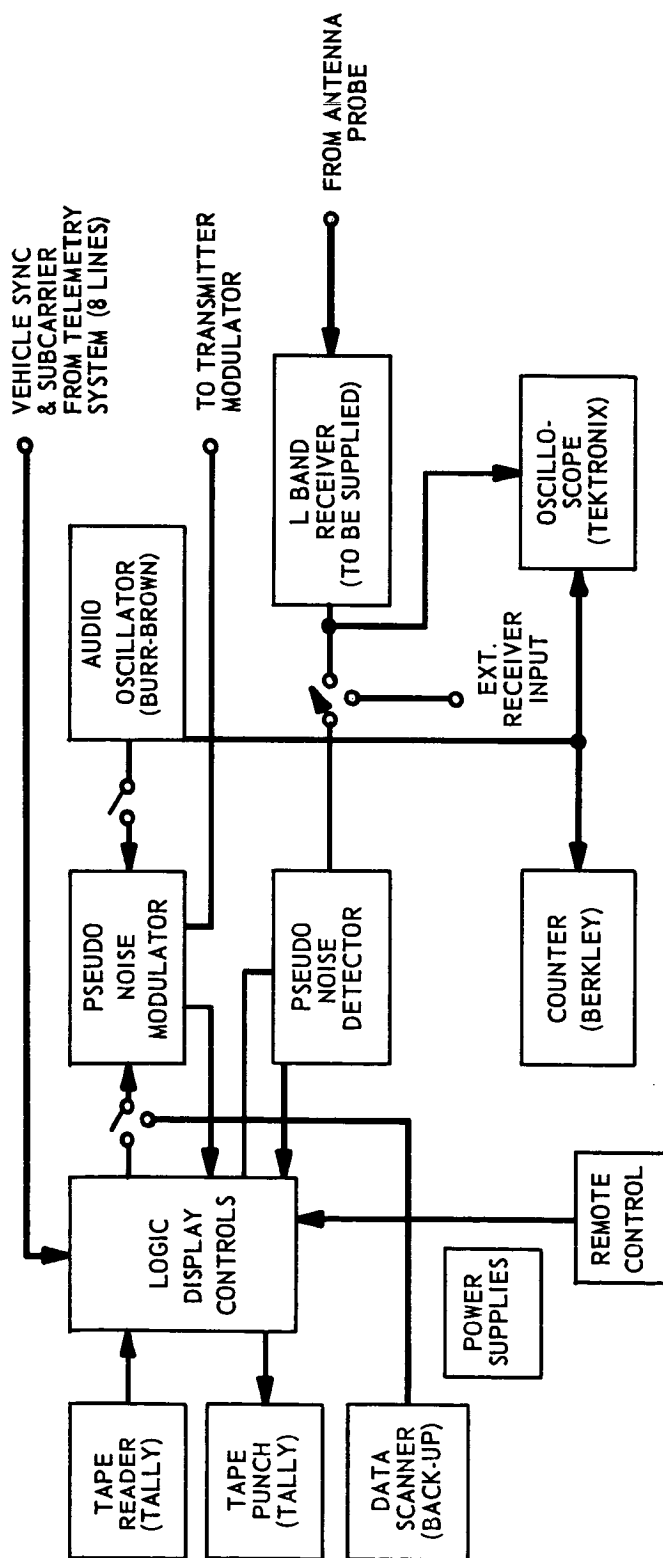 TAPE
READER
(TALLY)
TAPE
PUNCH
(TALLY)
DATA
SCANNER
(BACK-UP)
LOGIC
DISPLAY
CONTROLS
POWER
SUPPLIES
REMOTE
CONTROL
PSEUDO
NOISE
MODULATOR
PSEUDO
NOISE
DETECTOR
COUNTER
(BERKLEY)
AUDIO
OSCILLATOR
(BURR-BROWN)
L BAND
RECEIVER
(TO BE SUPPLIED)
EXT.
RECEIVER
INPUT
OSCILLO-
SCOPE
(TEKTRONIX)
VEHICLE SYNC
& SUBCARRIER
FROM TELEMETRY
SYSTEM (8 LINES)
TO TRANSMITTER
MODULATOR
FROM ANTENNA
PROBE